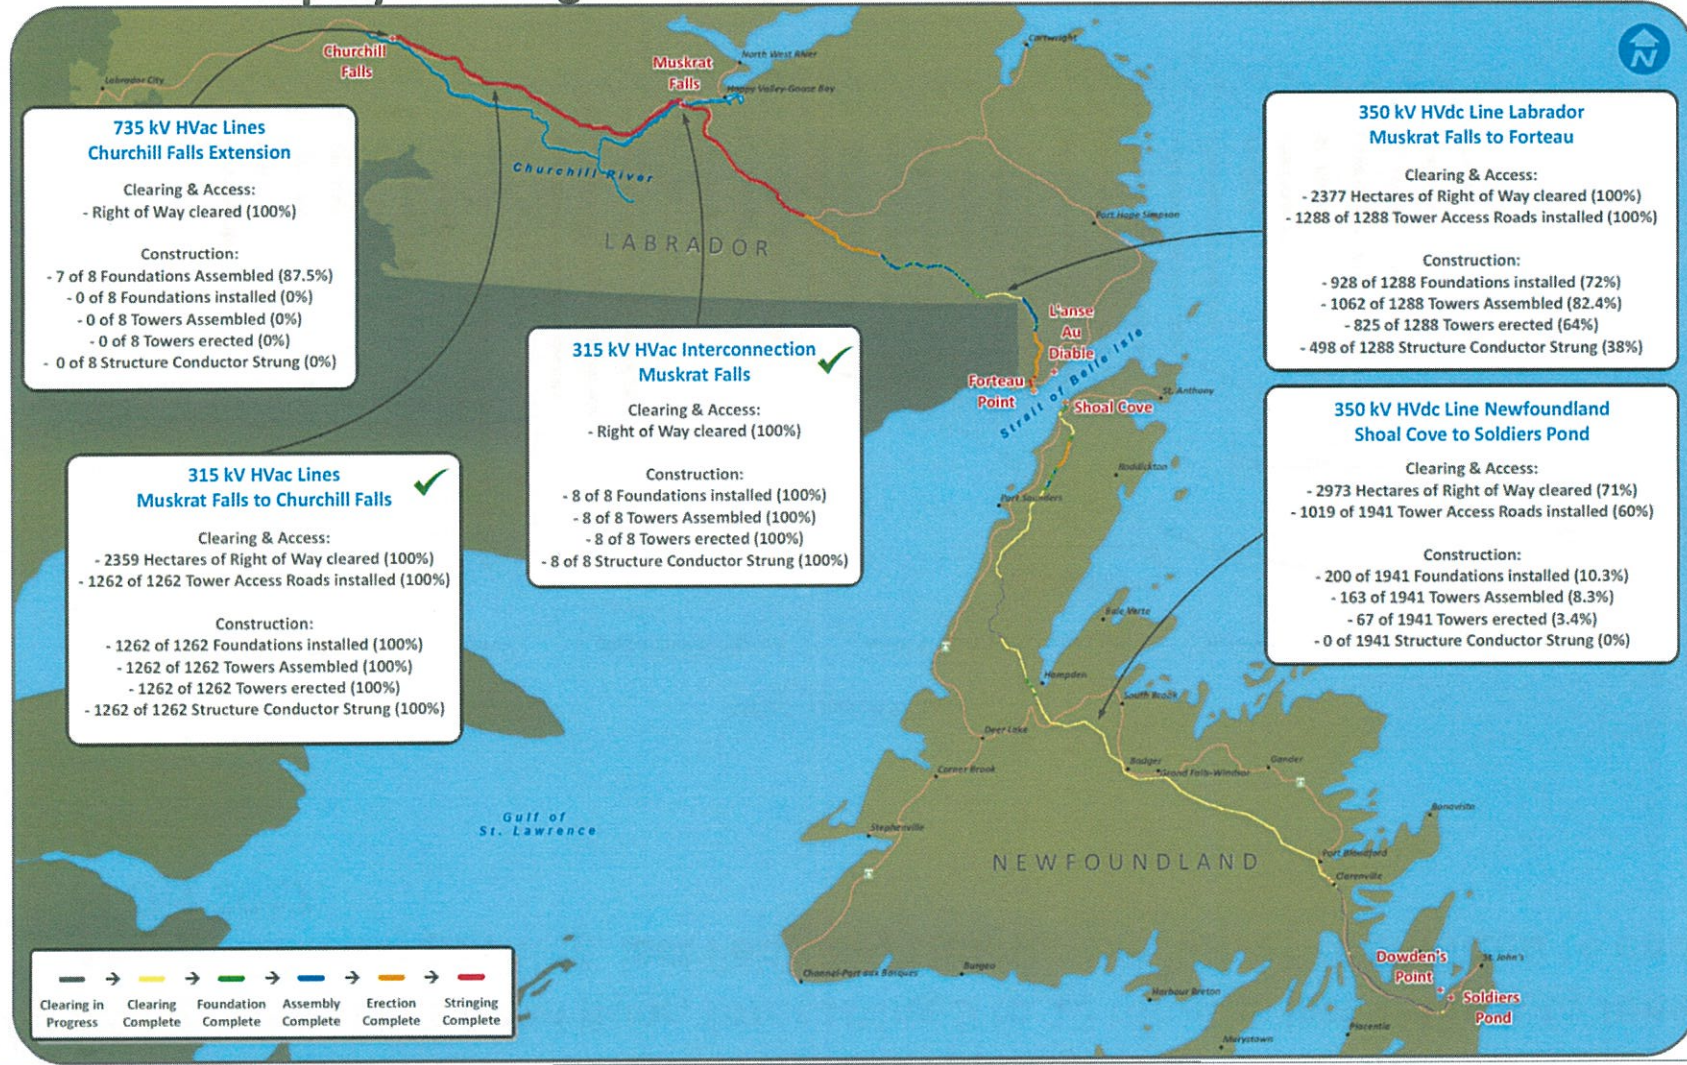 Churchill
Falls
Muskrat
Falls
North West River
Happy Valley-Goose Bay
Cartwright
N
Labrador City
735 kV HVac Lines
Churchill Falls Extension
Clearing & Access:
- Right of Way cleared (100%)
Construction:
- 7 of 8 Foundations Assembled (87.5%)
- 0 of 8 Foundations installed (0%)
- 0 of 8 Towers Assembled (0%)
- 0 of 8 Towers erected (0%)
- 0 of 8 Structure Conductor Strung (0%)
Churchill River
LABRADOR
Port Hope Simpson
350 kV HVdc Line Labrador
Muskrat Falls to Forteau
Clearing & Access:
- 2377 Hectares of Right of Way cleared (100%)
- 1288 of 1288 Tower Access Roads installed (100%)
Construction:
- 928 of 1288 Foundations installed (72%)
- 1062 of 1288 Towers Assembled (82.4%)
- 825 of 1288 Towers erected (64%)
- 498 of 1288 Structure Conductor Strung (38%)
315 kV HVac Interconnection
Muskrat Falls
Clearing & Access:
- Right of Way cleared (100%)
Construction:
- 8 of 8 Foundations installed (100%)
- 8 of 8 Towers Assembled (100%)
- 8 of 8 Towers erected (100%)
- 8 of 8 Structure Conductor Strung (100%)
L'anse
Au
Diable
Forteau
Point
Strait of Belle Isle
Shoal Cove
St. Anthony
350 kV HVdc Line Newfoundland
Shoal Cove to Soldiers Pond
Clearing & Access:
- 2973 Hectares of Right of Way cleared (71%)
- 1019 of 1941 Tower Access Roads installed (60%)
Construction:
- 200 of 1941 Foundations installed (10.3%)
- 163 of 1941 Towers Assembled (8.3%)
- 67 of 1941 Towers erected (3.4%)
- 0 of 1941 Structure Conductor Strung (0%)
315 kV HVac Lines
Muskrat Falls to Churchill Falls
Clearing & Access:
- 2359 Hectares of Right of Way cleared (100%)
- 1262 of 1262 Tower Access Roads installed (100%)
Construction:
- 1262 of 1262 Foundations installed (100%)
- 1262 of 1262 Towers Assembled (100%)
- 1262 of 1262 Towers erected (100%)
- 1262 of 1262 Structure Conductor Strung (100%)
Roddickton
Port Saunders
Baie Verte
Hampden
South Brook
Deer Lake
Corner Brook
Badger
Grand Falls-Windsor
Gander
Gulf of
St. Lawrence
Stephenville
Bonavista
NEWFOUNDLAND
Port Blandford
Clarenville
Dowden's
Point
St. John's
Soldiers
Pond
Channel-Port aux Basques
Burgeo
Harbour Breton
Placentia
Marystown
Clearing in
Progress
Clearing
Complete
Foundation
Complete
Assembly
Complete
Erection
Complete
Stringing
Complete